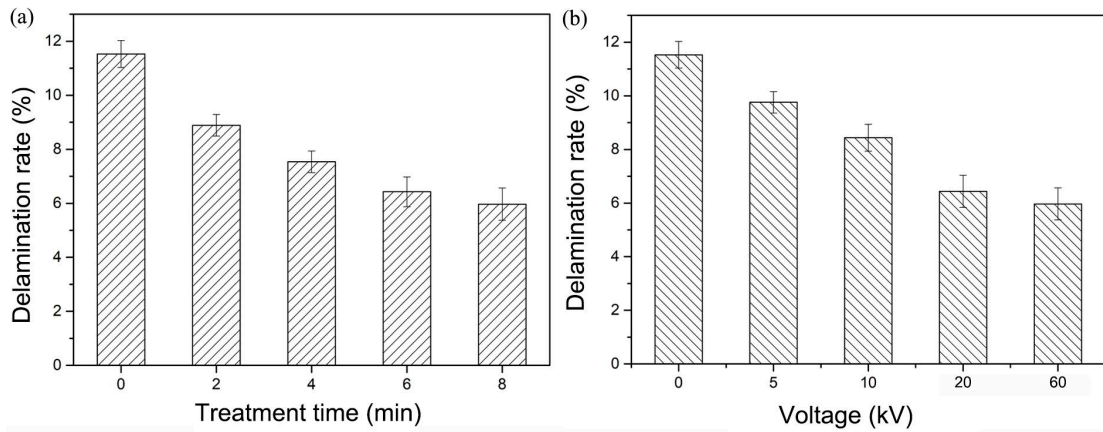 (a)
Delamination rate (%)
12
10
8
6
4
2
0
0 2 4 6 8
Treatment time (min)
(b)
Delamination rate (%)
12
10
8
6
4
2
0
0 5 10 20 60
Voltage (kV)